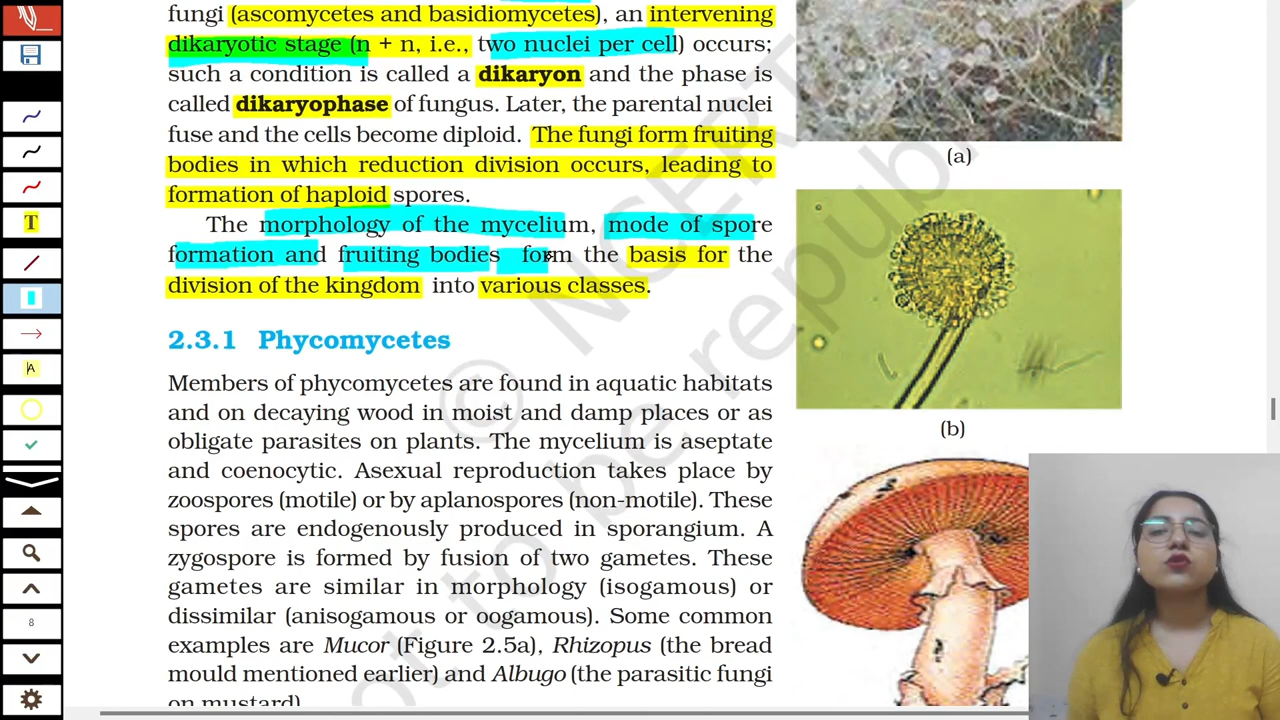 fungi (ascomycetes and basidiomycetes), an intervening
dikaryotic stage (n + n, i.e., two nuclei per cell) occurs;
such a condition is called a dikaryon and the phase is
called dikaryophase of fungus. Later, the parental nuclei
fuse and the cells become diploid. The fungi form fruiting
bodies in which reduction division occurs, leading to
formation of haploid spores.
The morphology of the mycelium, mode of spore
formation and fruiting bodies form the basis for the
division of the kingdom into various classes.
2.3.1 Phycomycetes
Members of phycomycetes are found in aquatic habitats
and on decaying wood in moist and damp places or as
obligate parasites on plants. The mycelium is aseptate
and coenocytic. Asexual reproduction takes place by
zoospores (motile) or by aplanospores (non-motile). These
spores are endogenously produced in sporangium. A
zygospore is formed by fusion of two gametes. These
gametes are similar in morphology (isogamous) or
dissimilar (anisogamous or oogamous). Some common
examples are Mucor (Figure 2.5a), Rhizopus (the bread
mould mentioned earlier) and Albugo (the parasitic fungi
on mustard).
(a)
(b)
T
A
8
© NCERT
not to be republished